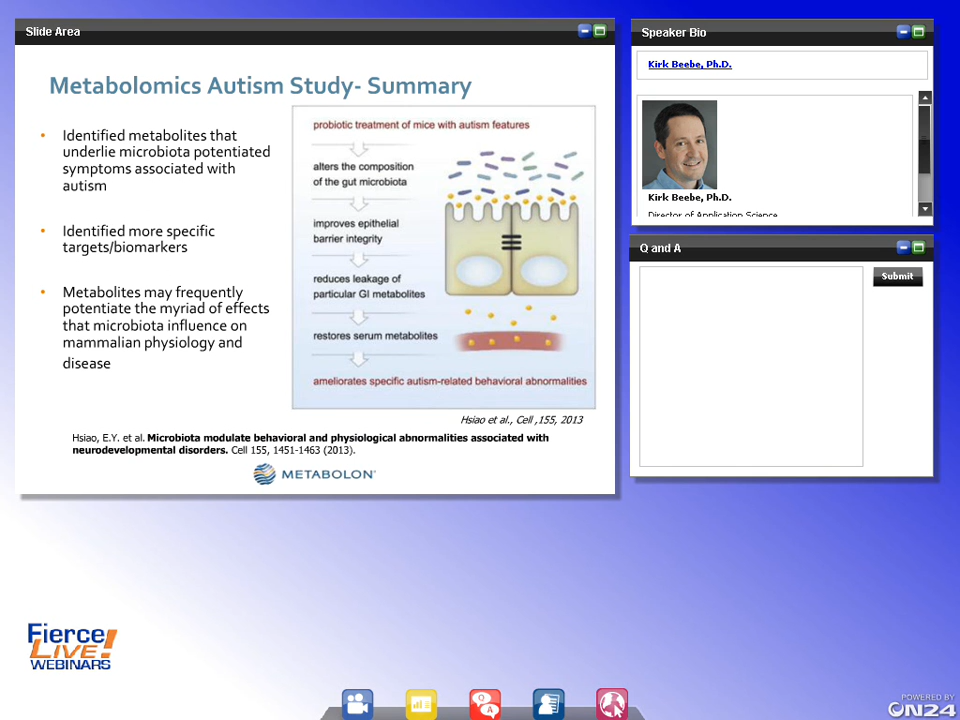 Slide Area
Metabolomics Autism Study- Summary
• Identified metabolites that
underlie microbiota potentiated
symptoms associated with
autism
• Identified more specific
targets/biomarkers
• Metabolites may frequently
potentiate the myriad of effects
that microbiota influence on
mammalian physiology and
disease
probiotic treatment of mice with autism features
alters the composition
of the gut microbiota
improves epithelial
barrier integrity
reduces leakage of
particular GI metabolites
restores serum metabolites
ameliorates specific autism-related behavioral abnormalities
Hsiao et al., Cell ,155, 2013
Hsiao, E.Y. et al. Microbiota modulate behavioral and physiological abnormalities associated with
neurodevelopmental disorders. Cell 155, 1451-1463 (2013).
METABOLON
Speaker Bio
Kirk Beebe, Ph.D.
Kirk Beebe, Ph.D.
Director of Application Science
Q and A
Submit
Fierce
LIVE!
WEBINARS
Q
A
POWERED BY
ON24